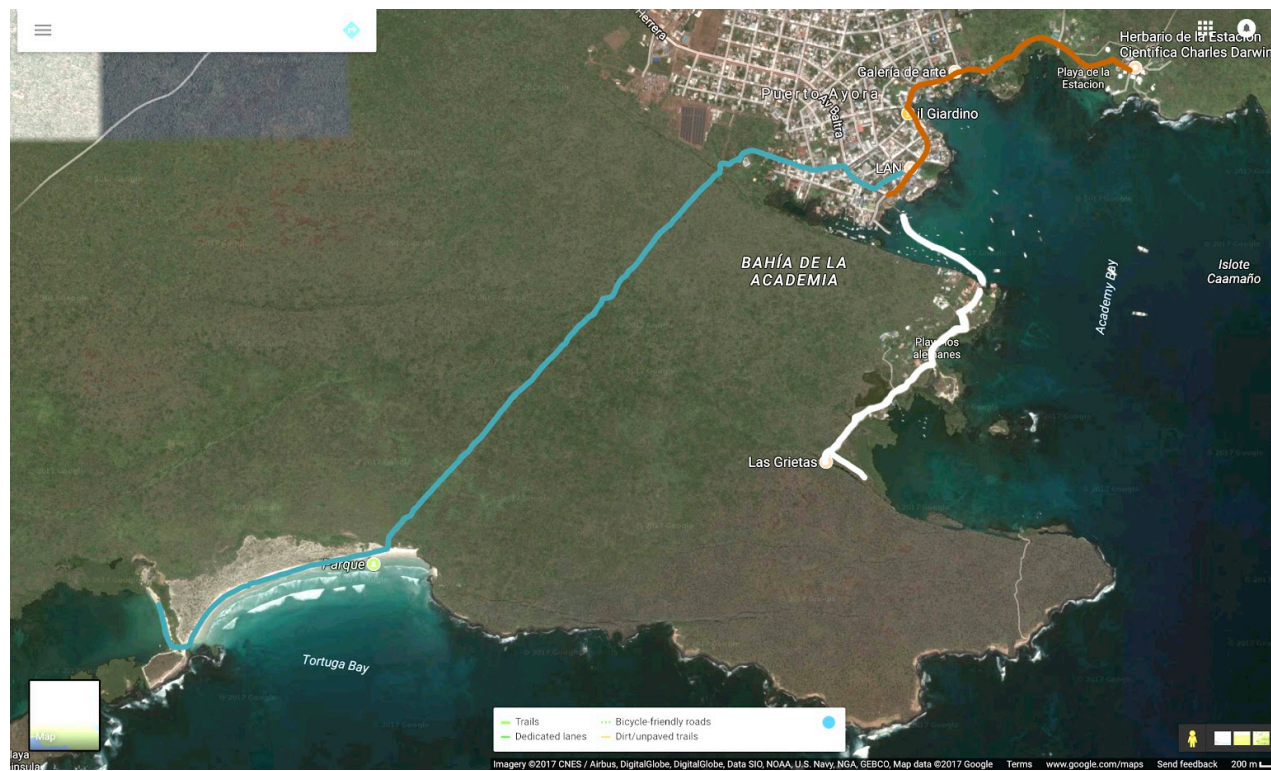 Herrera
Herbario de la Estación
Científica Charles Darwin
Galería de arte
Playa de la
Estacion
Puerto Ayora
Av Baltra
il Giardino
LAN
BAHÍA DE LA
ACADEMIA
Islote
Caamaño
Academy Bay
Las Grietas
Parque
Tortuga Bay
Map
Trails
Bicycle-friendly roads
Dedicated lanes
Dirt/unpaved trails
Imagery ©2017 CNES / Airbus, DigitalGlobe, DigitalGlobe, Data SIO, NOAA, U.S. Navy, NGA, GEBCO, Map data ©2017 Google
Terms
www.google.com/maps
Send feedback
200 m